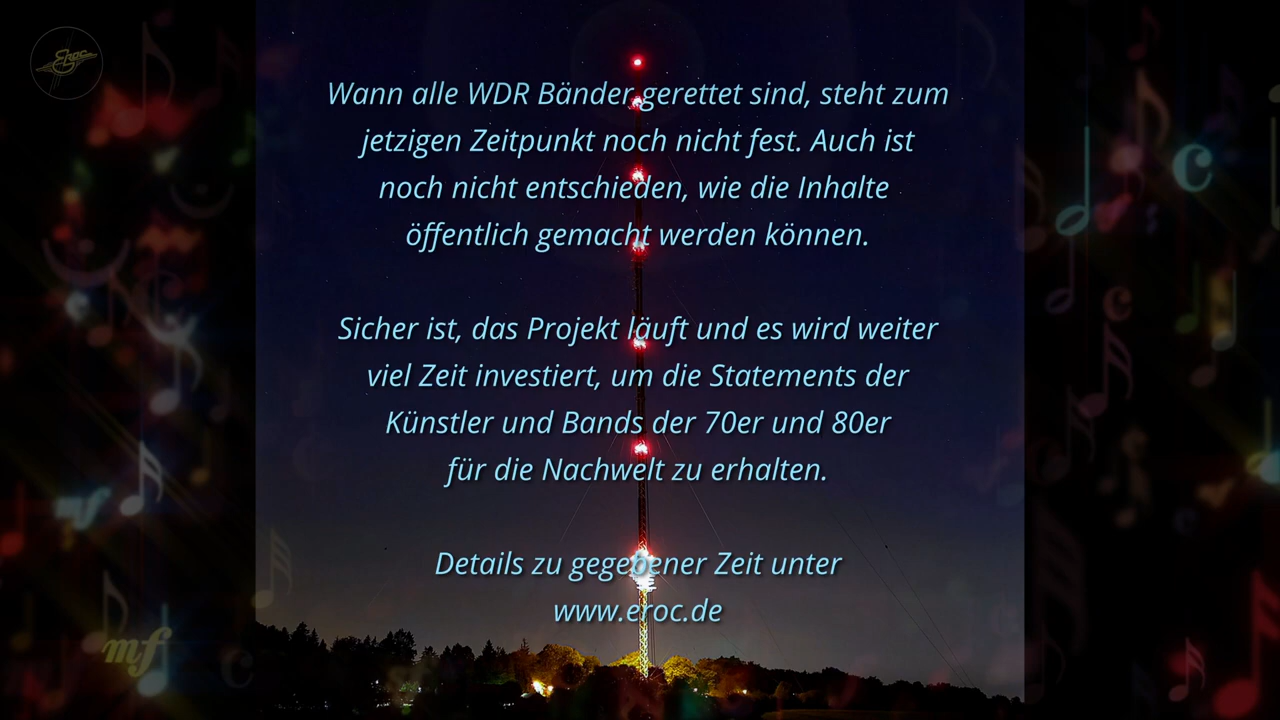 Eroc
Wann alle WDR Bänder gerettet sind, steht zum
jetzigen Zeitpunkt noch nicht fest. Auch ist
noch nicht entschieden, wie die Inhalte
öffentlich gemacht werden können.
Sicher ist, das Projekt läuft und es wird weiter
viel Zeit investiert, um die Statements der
Künstler und Bands der 70er und 80er
für die Nachwelt zu erhalten.
Details zu gegebener Zeit unter
www.eroc.de
mf
mf